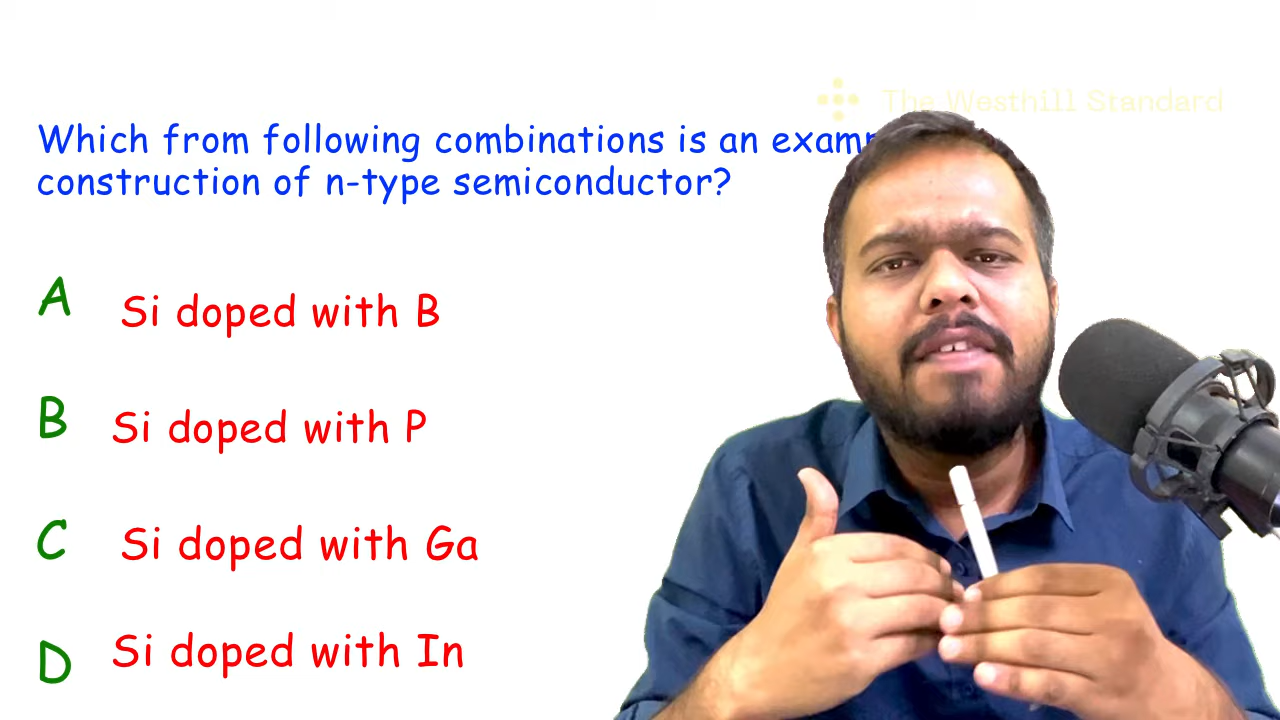 The Westhill Standard
Which from following combinations is an
construction of n-type semiconductor?
A Si doped with B
B Si doped with P
C Si doped with Ga
D Si doped with In